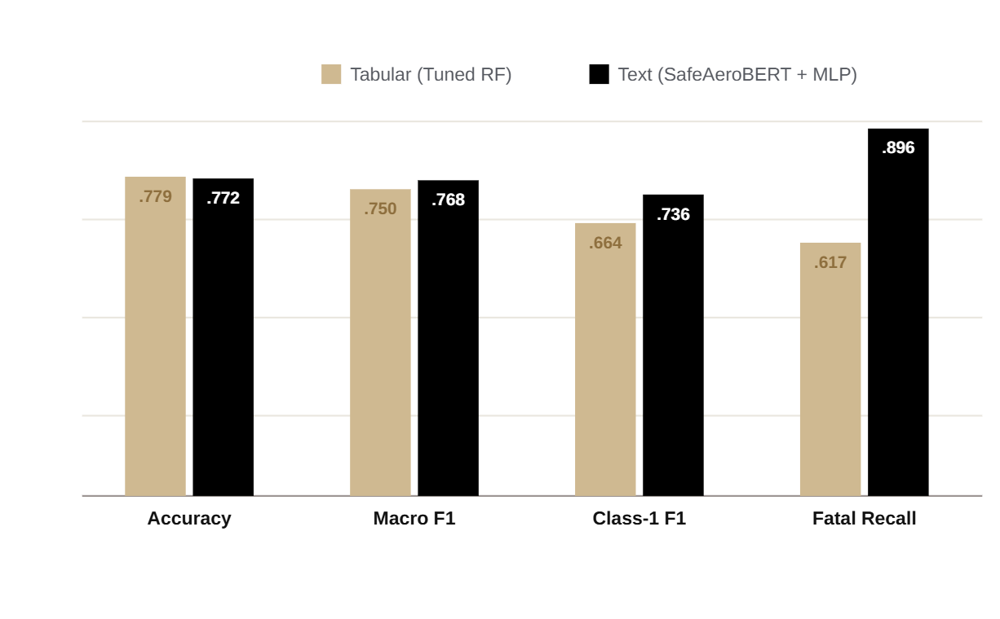 Tabular (Tuned RF) Text (SafeAeroBERT + MLP)
.779 .772 .750 .768 .664 .736 .617 .896
Accuracy Macro F1 Class-1 F1 Fatal Recall